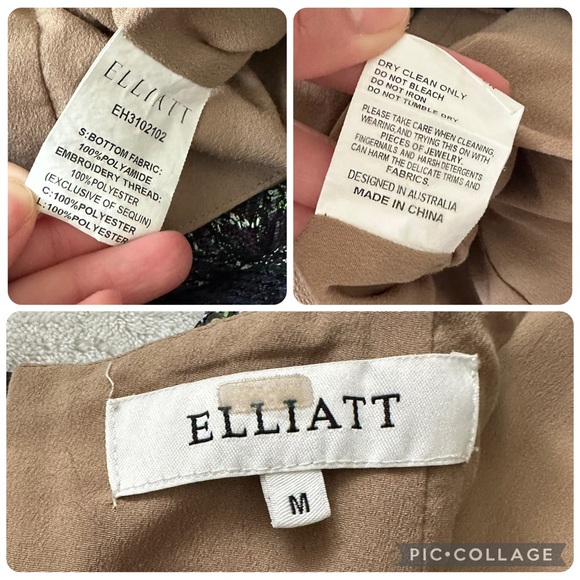 ELLIATT
EH3102102
S:BOTTOM FABRIC:
100%POLYAMIDE
EMBROIDERY THREAD:
100%POLYESTER
(EXCLUSIVE OF SEQUIN)
C:100%POLYESTER
L:100%POLYESTER
DRY CLEAN ONLY
DO NOT BLEACH
DO NOT IRON
DO NOT TUMBLE DRY
PLEASE TAKE CARE WHEN CLEANING,
WEARING,AND TRYING THIS ON WITH
PIECES OF JEWELRY.
FINGERNAILS AND HARSH DETERGENTS
CAN HARM THE DELICATE TRIMS AND
FABRICS.
DESIGNED IN AUSTRALIA
MADE IN CHINA
ELLIATT
M
PIC•COLLAGE